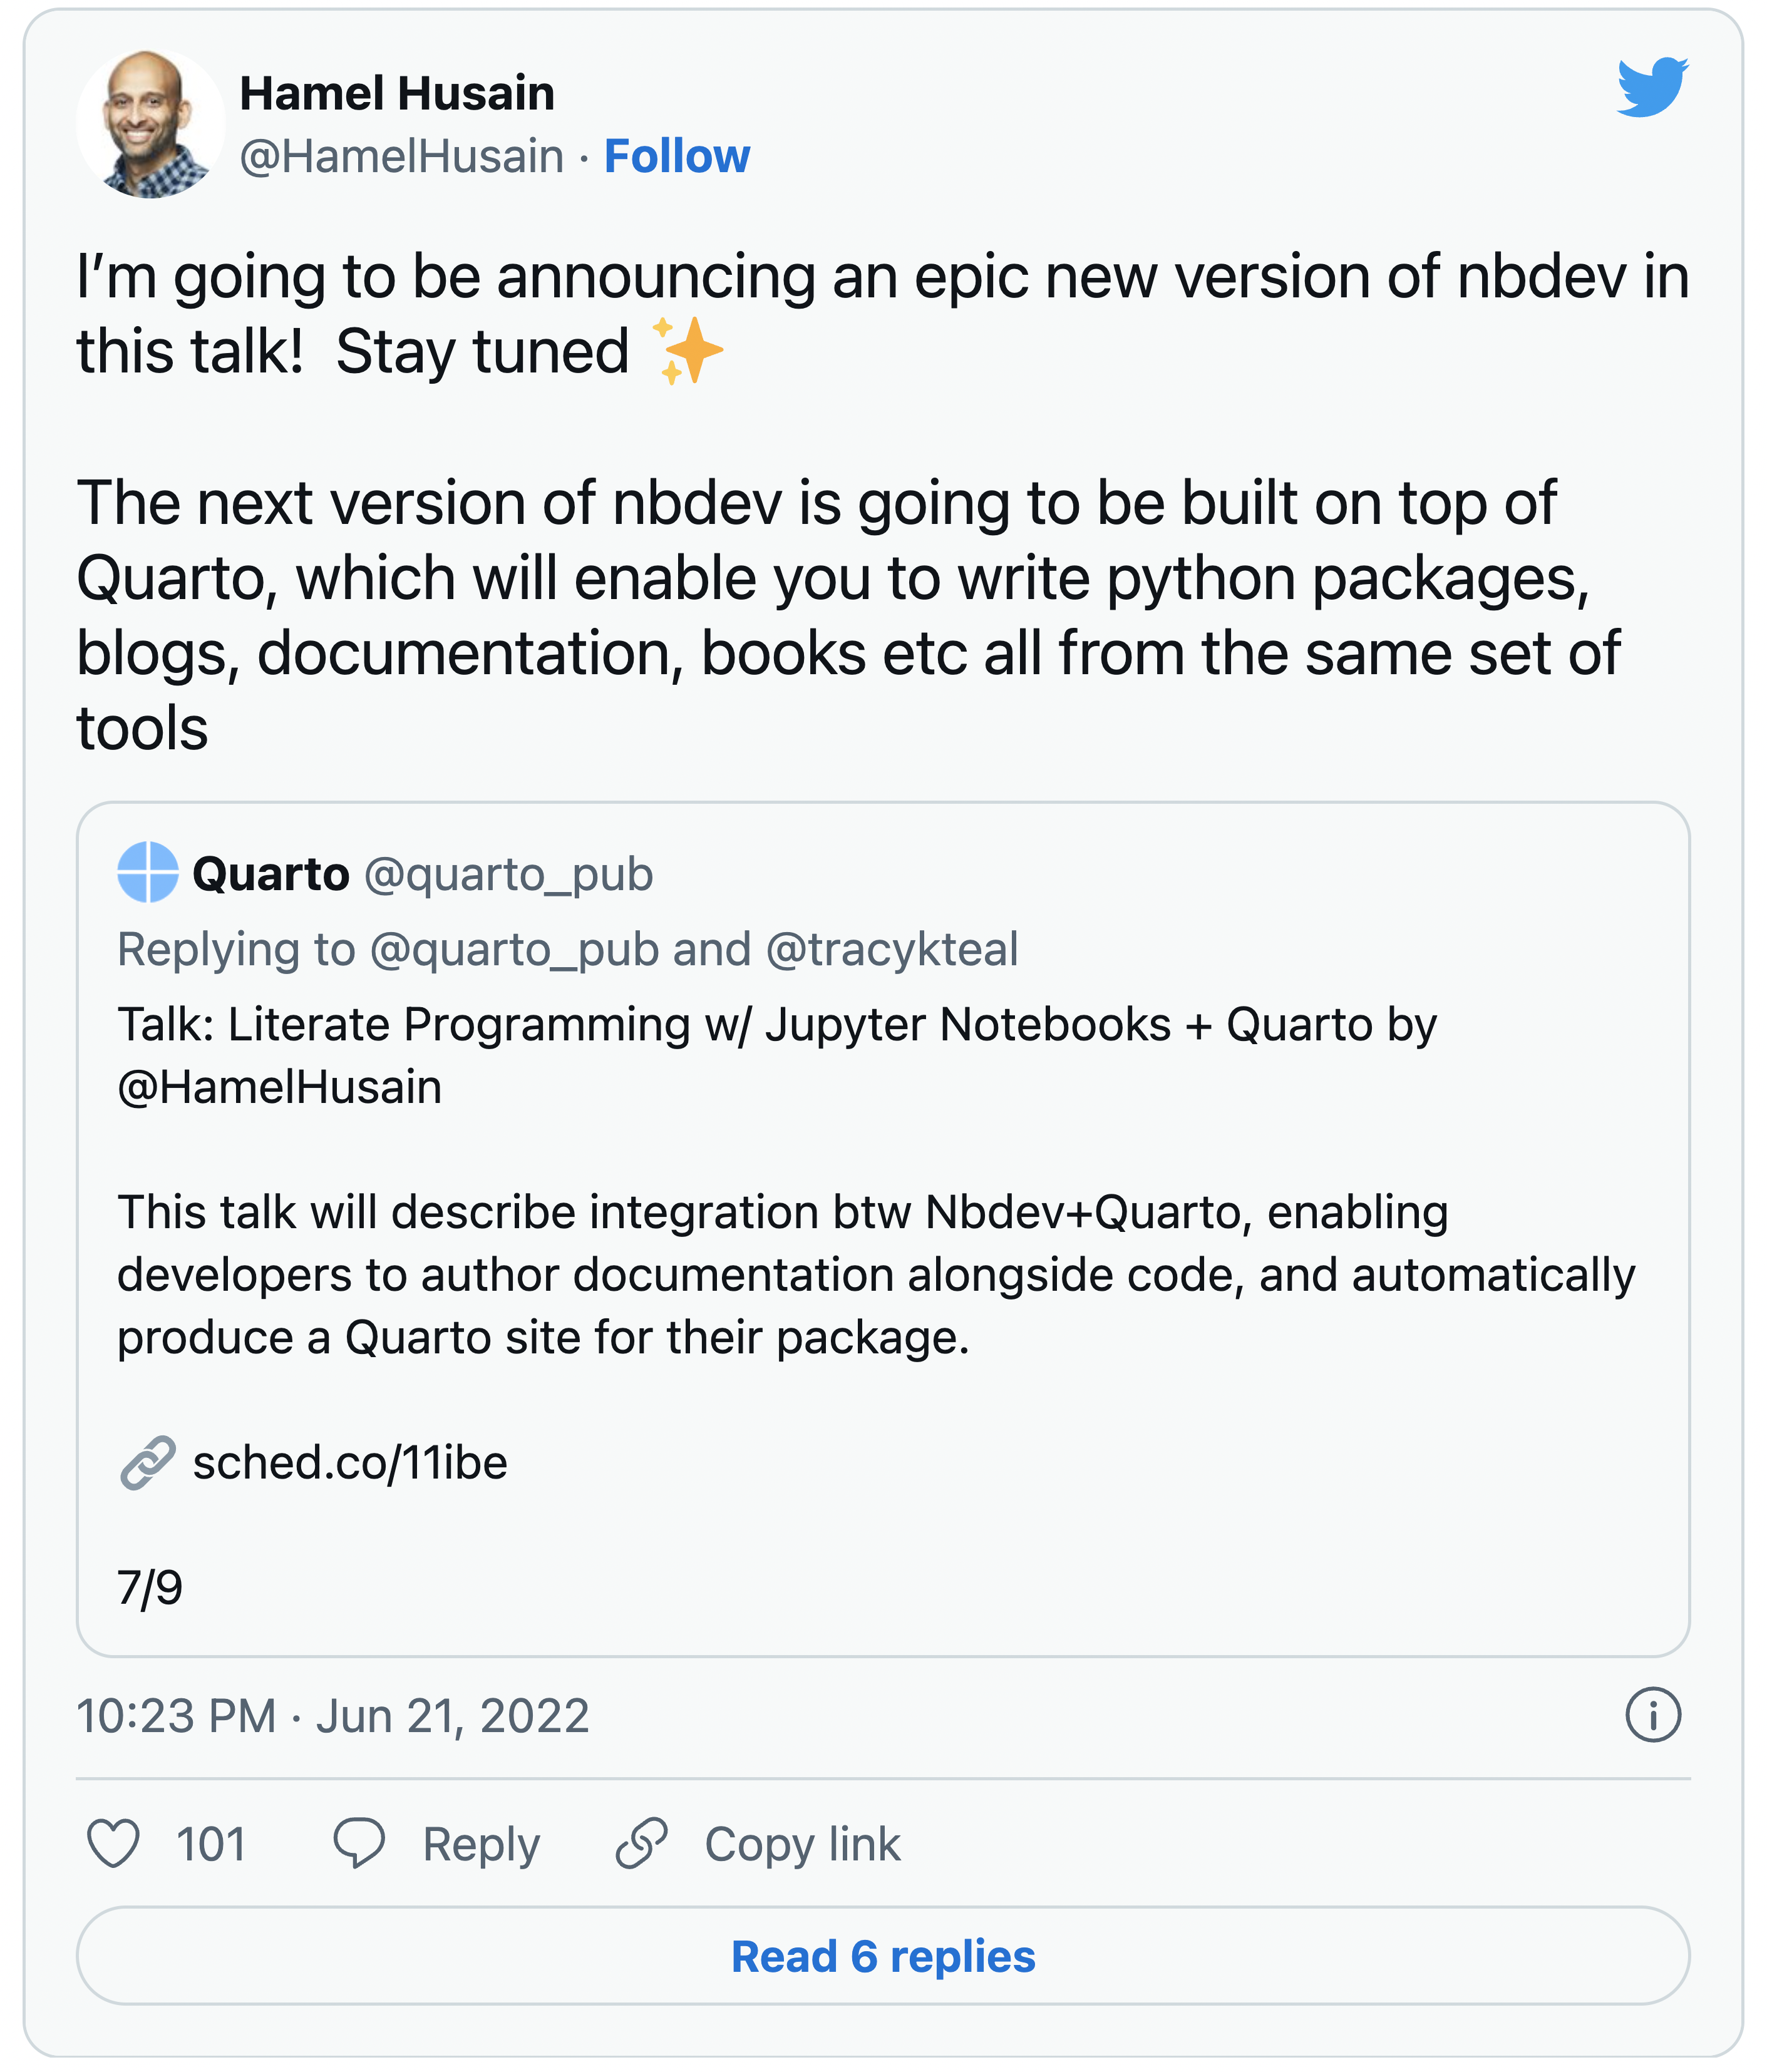 Hamel Husain
@HamelHusain · Follow
I’m going to be announcing an epic new version of nbdev in
this talk!  Stay tuned ✨
The next version of nbdev is going to be built on top of
Quarto, which will enable you to write python packages,
blogs, documentation, books etc all from the same set of
tools
Quarto @quarto_pub
Replying to @quarto_pub and @tracykteal
Talk: Literate Programming w/ Jupyter Notebooks + Quarto by
@HamelHusain
This talk will describe integration btw Nbdev+Quarto, enabling
developers to author documentation alongside code, and automatically
produce a Quarto site for their package.
🔗 sched.co/11ibe
7/9
10:23 PM · Jun 21, 2022
101 Reply Copy link
Read 6 replies